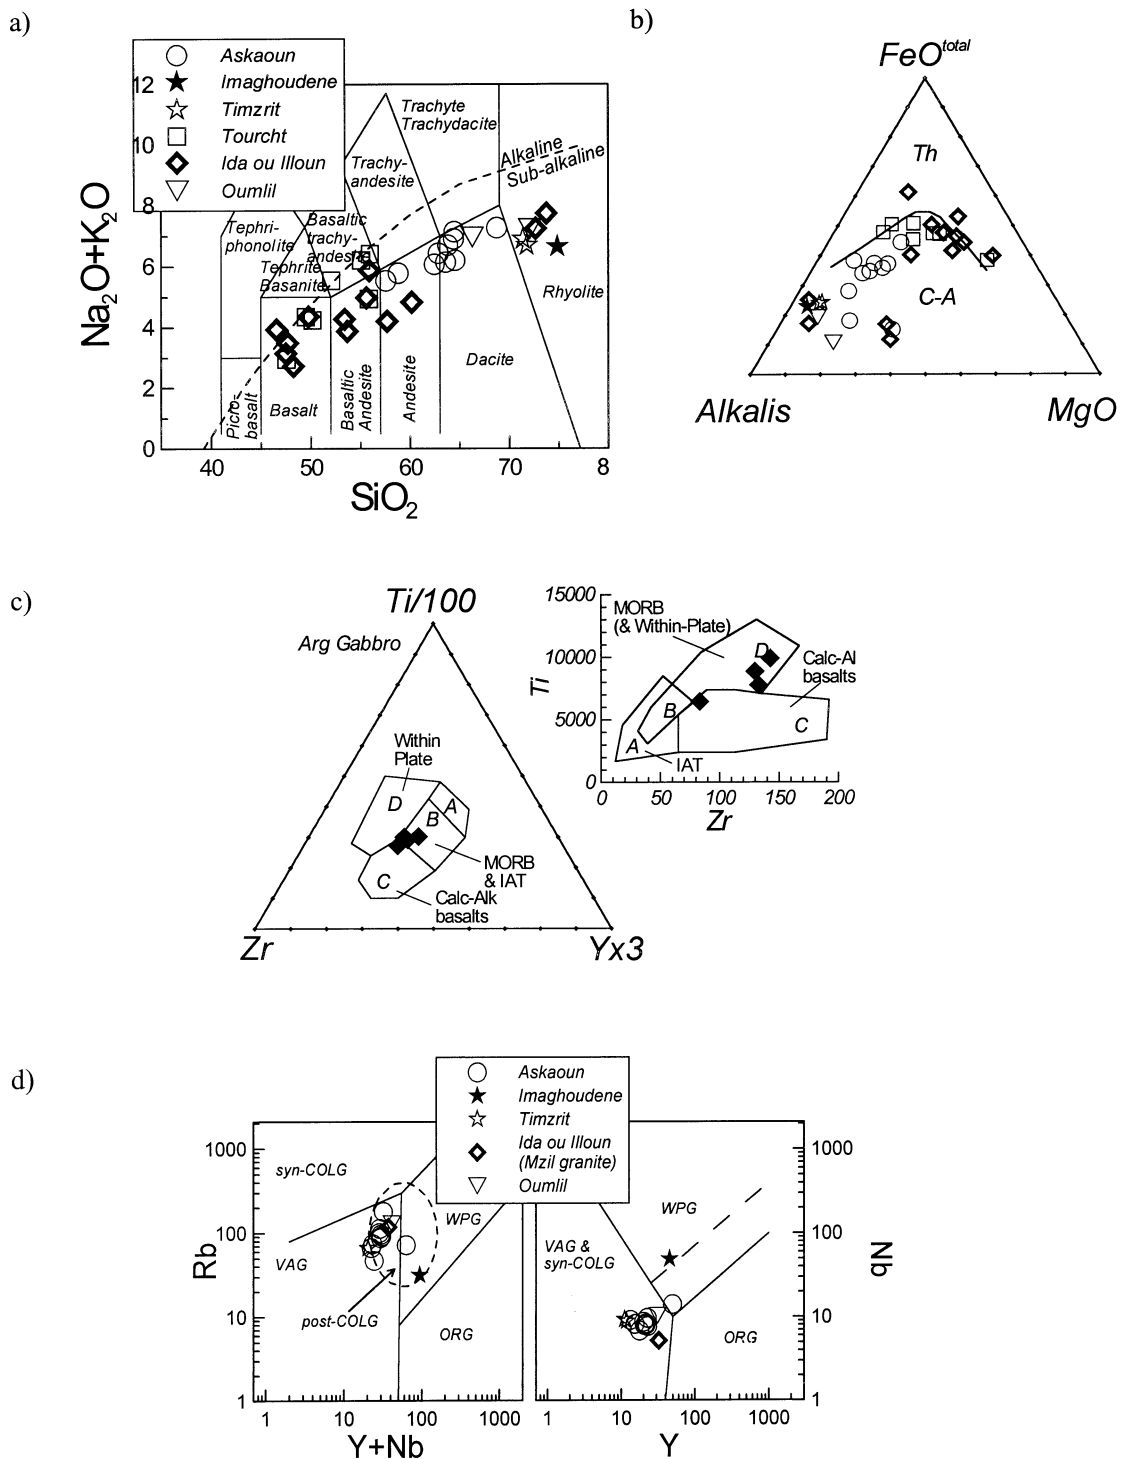 a)
Askaoun
Imaghoudene
Timzrit
Tourcht
Ida ou Illoun
Oumlil
12
10
8
6
4
2
0
Na2O+K2O
Trachyte
Trachydacite
Alkaline
Sub-alkaline
Trachy-
andesite
Basaltic
trachy-
andesite
Tephri-
phonolite
Tephrite
Basanite
Rhyolite
Dacite
Andesite
Basaltic
Andesite
Basalt
Picro-
basalt
40
50
60
70
8
SiO2
b)
FeOtotal
Th
C-A
Alkalis
MgO
c)
Ti/100
Arg Gabbro
Within
Plate
D
A
B
C
MORB
& IAT
Calc-Alk
basalts
Zr
Yx3
15000
10000
5000
0
Ti
MORB
(& Within-Plate)
D
Calc-Al
basalts
B
C
A
IAT
0
50
100
150
200
Zr
d)
Askaoun
Imaghoudene
Timzrit
Ida ou Illoun
(Mzil granite)
Oumlil
1000
100
10
1
Rb
syn-COLG
WPG
VAG
post-COLG
ORG
1
10
100
1000
Y+Nb
WPG
VAG &
syn-COLG
ORG
1000
100
10
1
Nb
1
10
100
1000
Y